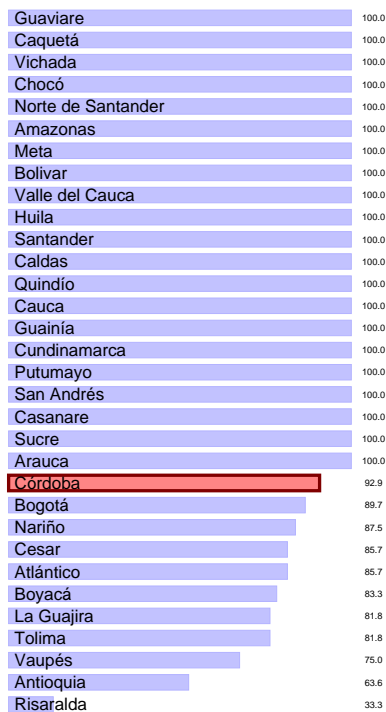 Guaviare 100.0
Caquetá 100.0
Vichada 100.0
Chocó 100.0
Norte de Santander 100.0
Amazonas 100.0
Meta 100.0
Bolivar 100.0
Valle del Cauca 100.0
Huila 100.0
Santander 100.0
Caldas 100.0
Quindío 100.0
Cauca 100.0
Guainía 100.0
Cundinamarca 100.0
Putumayo 100.0
San Andrés 100.0
Casanare 100.0
Sucre 100.0
Arauca 100.0
Córdoba 92.9
Bogotá 89.7
Nariño 87.5
Cesar 85.7
Atlántico 85.7
Boyacá 83.3
La Guajira 81.8
Tolima 81.8
Vaupés 75.0
Antioquia 63.6
Risaralda 33.3